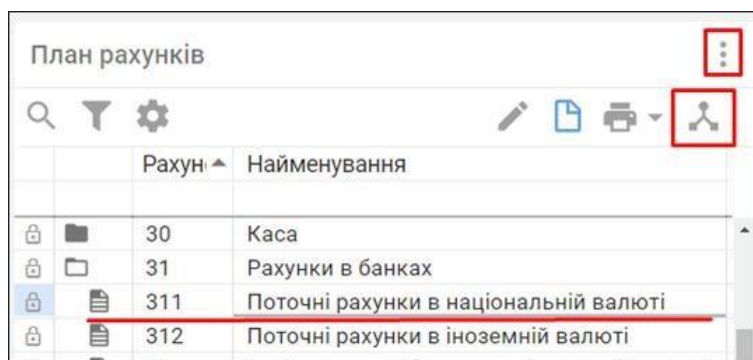 План рахунків
Рахун Найменування
30 Каса
31 Рахунки в банках
311 Поточні рахунки в національній валюті
312 Поточні рахунки в іноземній валюті